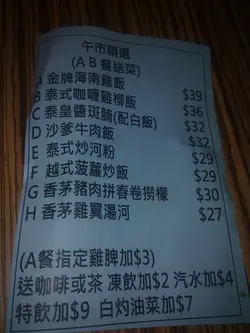 午市精選
(A B 餐送菜)
A 金牌海南雞飯 $39
B 泰式咖喱雞柳飯 $36
C 泰皇醬斑腩(配白飯) $32
D 沙爹牛肉飯 $32
E 泰式炒河粉 $29
F 越式菠蘿炒飯 $29
G 香茅豬肉拼春卷撈檬 $30
H 香茅雞翼湯河 $27
(A餐指定雞脾加$3)
送咖啡或茶 凍飲加$2 汽水加$4
特飲加$9 白灼油菜加$7